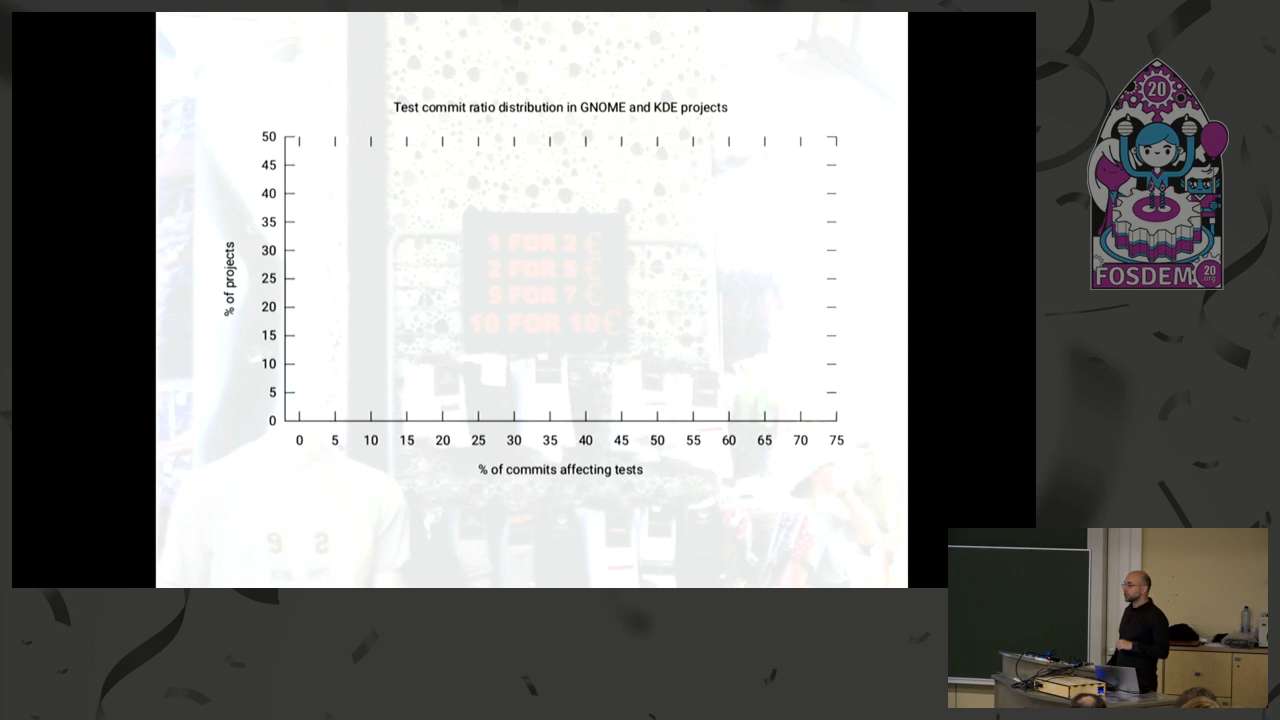 Test commit ratio distribution in GNOME and KDE projects
50
45
40
35
30
25
20
15
10
5
0
% of projects
0 5 10 15 20 25 30 35 40 45 50 55 60 65 70 75
% of commits affecting tests
1 FOR 2 €
2 FOR 5 €
5 FOR 7 €
10 FOR 10 €
9 2
20
FOSDEM
20
.org